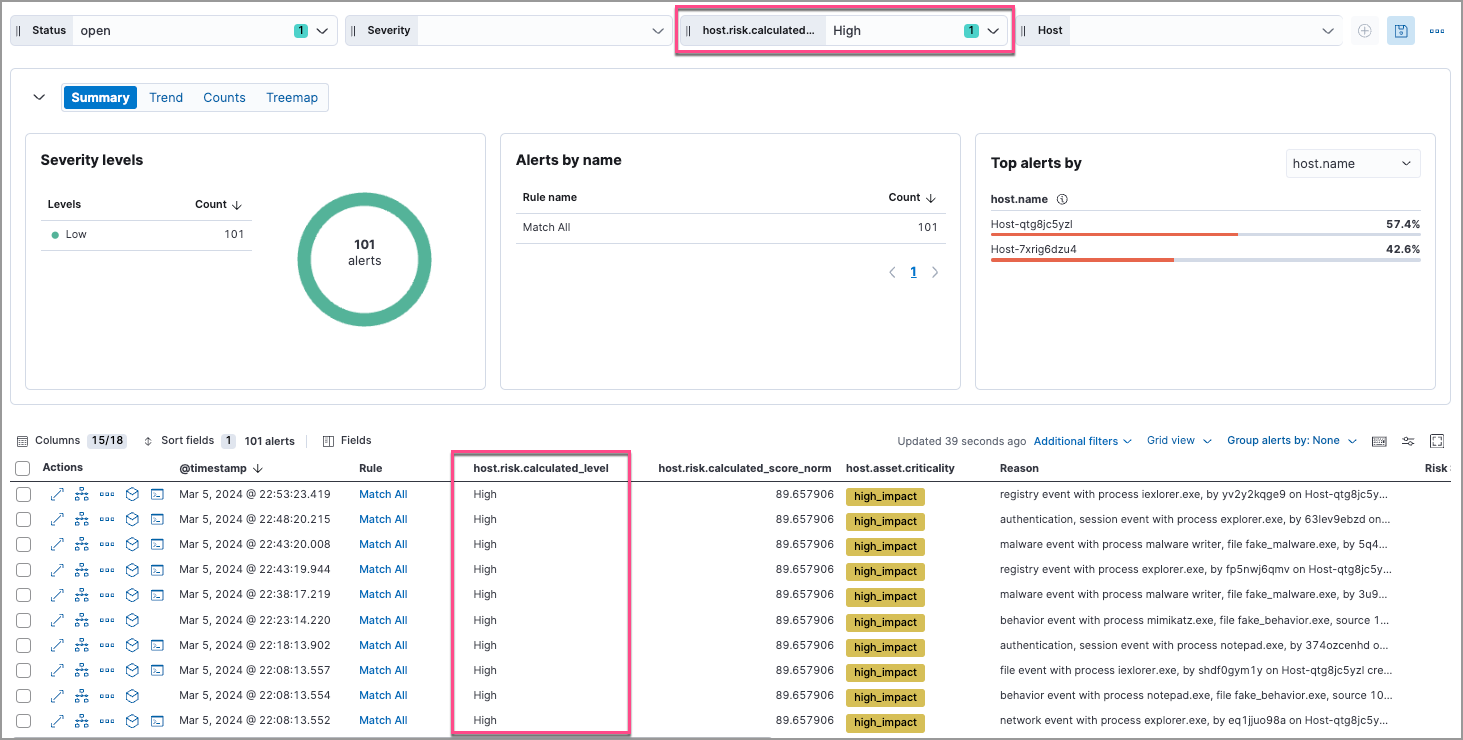 Status open 1 Severity host.risk.calculated... High 1 Host
Summary Trend Counts Treemap
Severity levels
Levels Count
Low 101
101
alerts
Alerts by name
Rule name Count
Match All 101
1
Top alerts by host.name
host.name
Host-qtg8jc5yzl 57.4%
Host-7xrig6dzu4 42.6%
Columns 15/18 Sort fields 1 101 alerts Fields Updated 39 seconds ago Additional filters Grid view Group alerts by: None
Actions @timestamp Rule host.risk.calculated_level host.risk.calculated_score_norm host.asset.criticality Reason Risk
Mar 5, 2024 @ 22:53:23.419 Match All High 89.657906 high_impact registry event with process iexlorer.exe, by yv2y2kqge9 on Host-qtg8jc5y...
Mar 5, 2024 @ 22:48:20.215 Match All High 89.657906 high_impact authentication, session event with process explorer.exe, by 63lev9ebzd on...
Mar 5, 2024 @ 22:43:20.008 Match All High 89.657906 high_impact malware event with process malware writer, file fake_malware.exe, by 5q4...
Mar 5, 2024 @ 22:43:19.944 Match All High 89.657906 high_impact registry event with process explorer.exe, by fp5nwj6qmv on Host-qtg8jc5y...
Mar 5, 2024 @ 22:38:17.219 Match All High 89.657906 high_impact malware event with process malware writer, file fake_malware.exe, by 3u9...
Mar 5, 2024 @ 22:23:14.220 Match All High 89.657906 high_impact behavior event with process mimikatz.exe, file fake_behavior.exe, source 1...
Mar 5, 2024 @ 22:18:13.902 Match All High 89.657906 high_impact authentication, session event with process notepad.exe, by 374ozcenhd o...
Mar 5, 2024 @ 22:08:13.557 Match All High 89.657906 high_impact file event with process iexlorer.exe, by shdf0gym1y on Host-qtg8jc5yzl cre...
Mar 5, 2024 @ 22:08:13.554 Match All High 89.657906 high_impact behavior event with process notepad.exe, file fake_behavior.exe, source 10...
Mar 5, 2024 @ 22:08:13.552 Match All High 89.657906 high_impact network event with process explorer.exe, by eq1jjuo98a on Host-qtg8jc5yz...